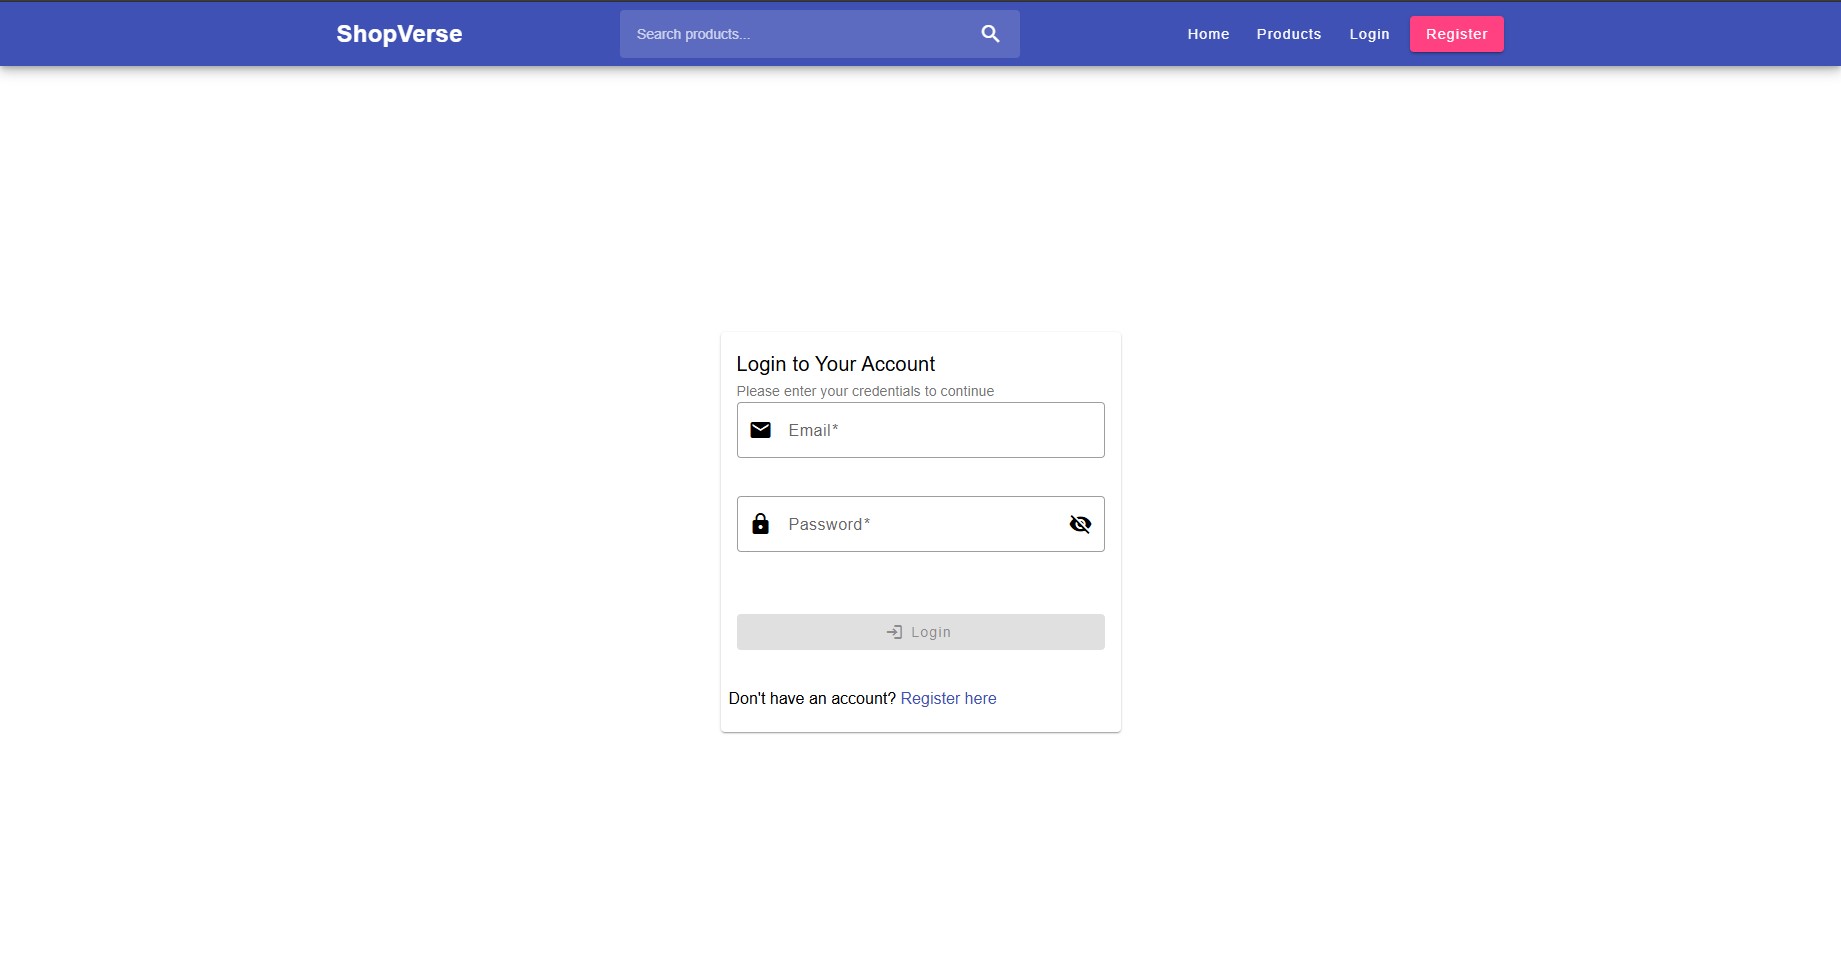 ShopVerse
Search products...
Home
Products
Login
Register
Login to Your Account
Please enter your credentials to continue
Email*
Password*
Login
Don't have an account? Register here